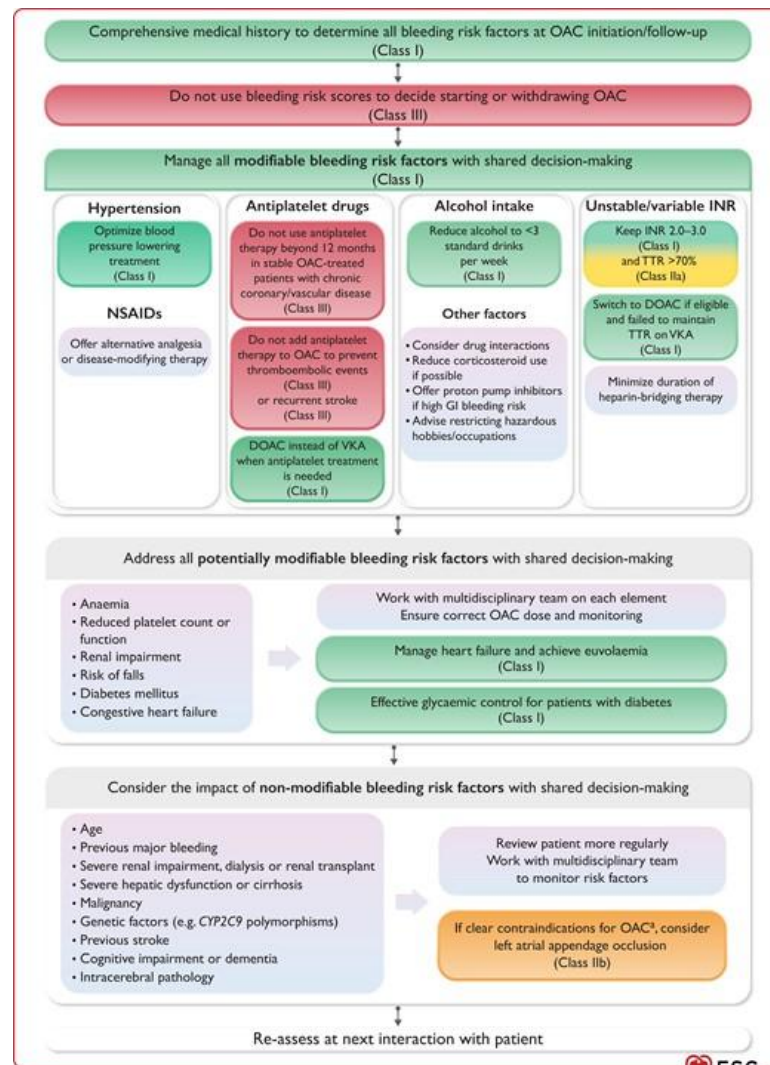 Comprehensive medical history to determine all bleeding risk factors at OAC initiation/follow-up
(Class I)
Do not use bleeding risk scores to decide starting or withdrawing OAC
(Class III)
Manage all modifiable bleeding risk factors with shared decision-making
(Class I)
Hypertension
Optimize blood
pressure lowering
treatment
(Class I)
NSAIDs
Offer alternative analgesia
or disease-modifying therapy
Antiplatelet drugs
Do not use antiplatelet
therapy beyond 12 months
in stable OAC-treated
patients with chronic
coronary/vascular disease
(Class III)
Do not add antiplatelet
therapy to OAC to prevent
thromboembolic events
(Class III)
or recurrent stroke
(Class III)
DOAC instead of VKA
when antiplatelet treatment
is needed
(Class I)
Alcohol intake
Reduce alcohol to <3
standard drinks
per week
(Class I)
Other factors
• Consider drug interactions
• Reduce corticosteroid use
if possible
• Offer proton pump inhibitors
if high GI bleeding risk
• Advise restricting hazardous
hobbies/occupations
Unstable/variable INR
Keep INR 2.0–3.0
(Class I)
and TTR >70%
(Class IIa)
Switch to DOAC if eligible
and failed to maintain
TTR on VKA
(Class I)
Minimize duration of
heparin-bridging therapy
Address all potentially modifiable bleeding risk factors with shared decision-making
• Anaemia
• Reduced platelet count or
function
• Renal impairment
• Risk of falls
• Diabetes mellitus
• Congestive heart failure
Work with multidisciplinary team on each element
Ensure correct OAC dose and monitoring
Manage heart failure and achieve euvolaemia
(Class I)
Effective glycaemic control for patients with diabetes
(Class I)
Consider the impact of non-modifiable bleeding risk factors with shared decision-making
• Age
• Previous major bleeding
• Severe renal impairment, dialysis or renal transplant
• Severe hepatic dysfunction or cirrhosis
• Malignancy
• Genetic factors (e.g. CYP2C9 polymorphisms)
• Previous stroke
• Cognitive impairment or dementia
• Intracerebral pathology
Review patient more regularly
Work with multidisciplinary team
to monitor risk factors
If clear contraindications for OACᵃ, consider
left atrial appendage occlusion
(Class IIb)
Re-assess at next interaction with patient
ESC